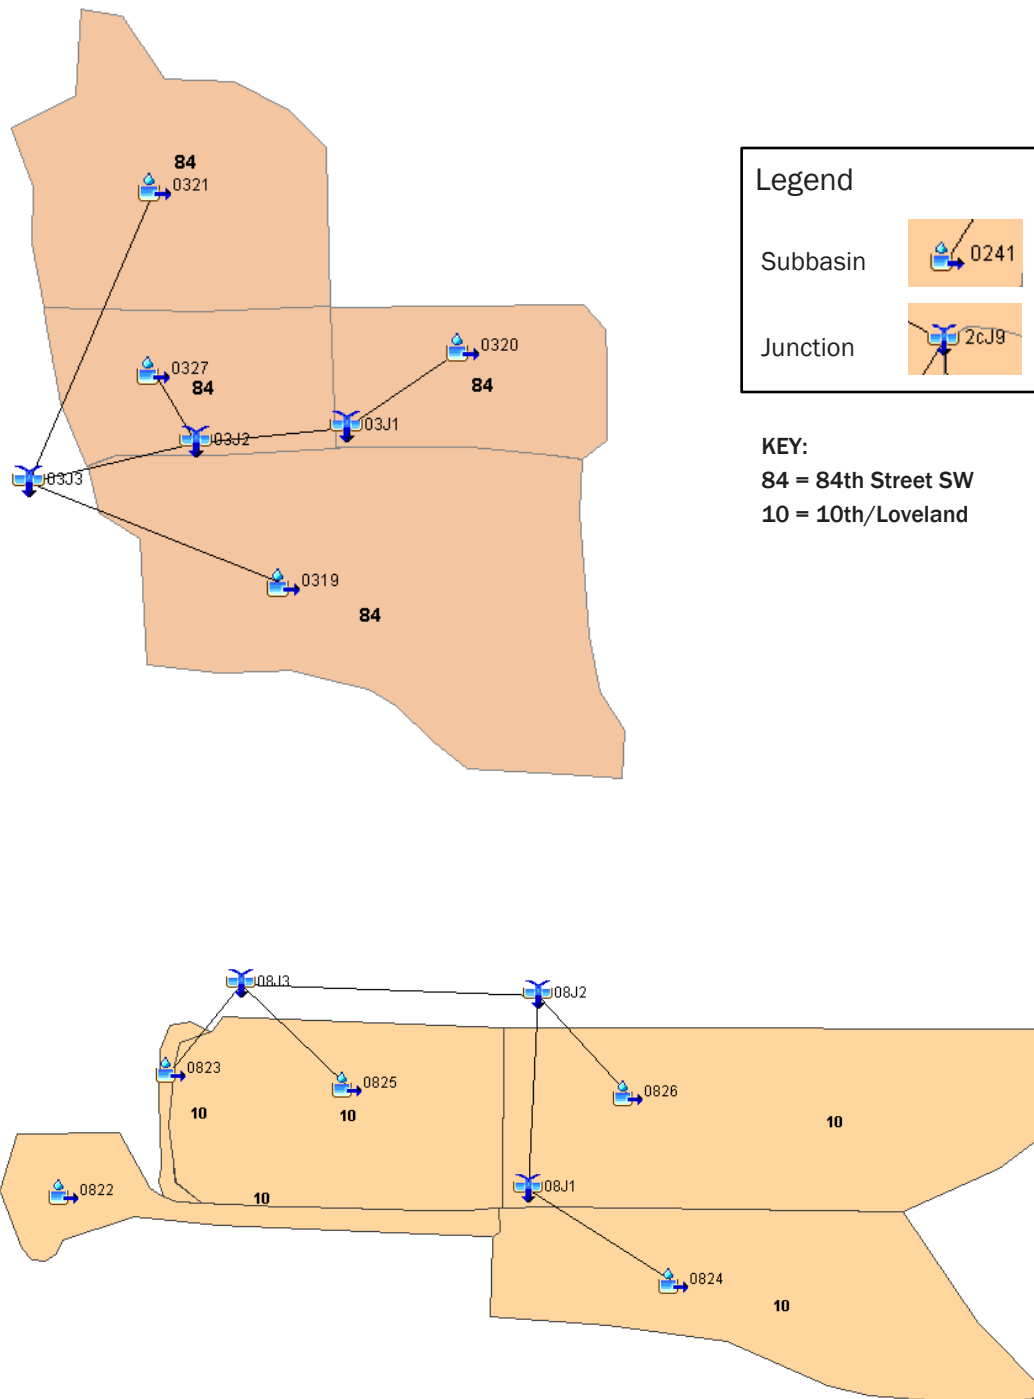 84
0321
Legend
Subbasin
0241
Junction
2cJ9
0320
0327
84
84
03J1
03J2
KEY:
03J3
84 = 84th Street SW
10 = 10th/Loveland
0319
84
08J3
08J2
0823
0825
0826
10
10
10
0822
08J1
10
0824
10